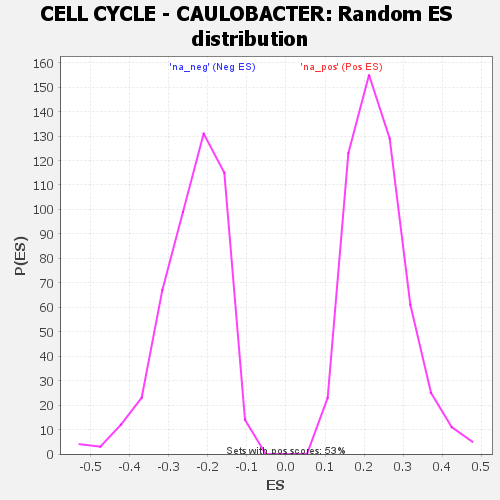 CELL CYCLE - CAULOBACTER: Random ES
distribution
'na_neg' (Neg ES) 'na_pos' (Pos ES)
160
150
140
130
120
110
100
90
80
70
60
50
40
30
20
10
0
P(ES)
Sets with pos scores: 53%
-0.5 -0.4 -0.3 -0.2 -0.1 0.0 0.1 0.2 0.3 0.4 0.5
ES